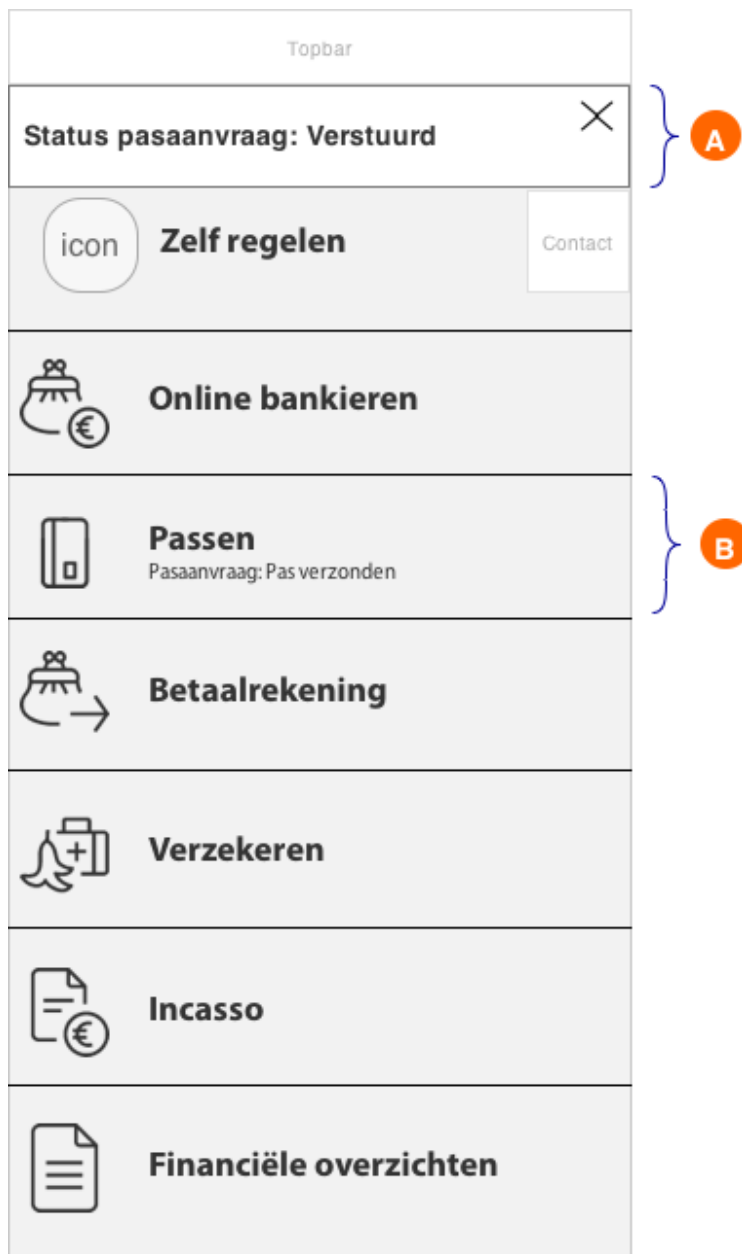 Topbar
Status pasaanvraag: Verstuurd
A
icon
Zelf regelen
Contact
€
Online bankieren
Passen
Pasaanvraag: Pas verzonden
B
Betaalrekening
Verzekeren
€
Incasso
Financiële overzichten